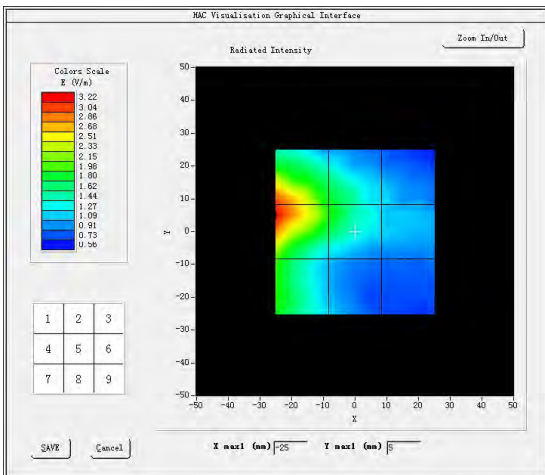 HAC Visualisation Graphical Interface
Zoom In/Out
Radiated Intensity
Colors Scale
E (V/m)
3.22
3.04
2.86
2.68
2.51
2.33
2.15
1.98
1.80
1.62
1.44
1.27
1.09
0.91
0.73
0.56
50
40
30
20
10
0
-10
-20
-30
-40
-50
Y
-50 -40 -30 -20 -10 0 10 20 30 40 50
X
1 2 3
4 5 6
7 8 9
SAVE Cancel
X max1 (mm) -25 Y max1 (mm) 5